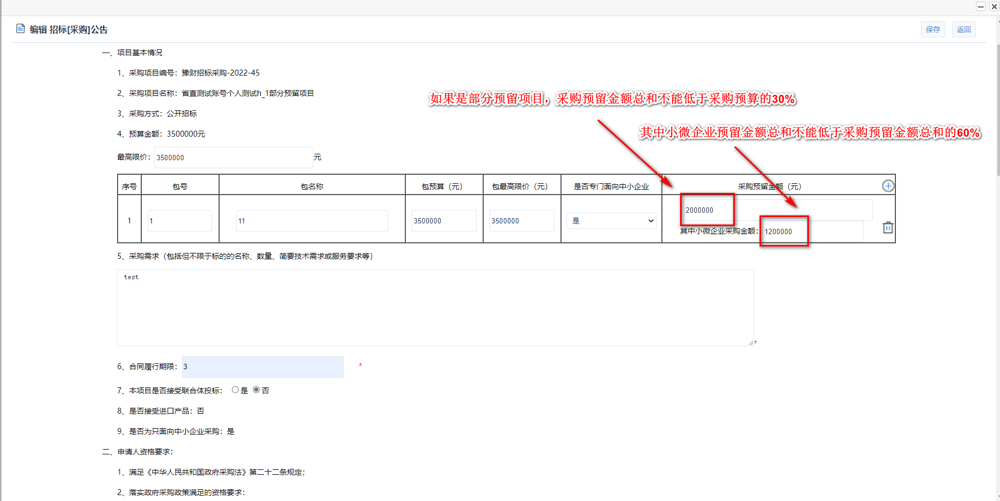 编辑 招标[采购]公告
保存 返回
一、项目基本情况
1、采购项目编号：豫财招标采购-2022-45
2、采购项目名称：省直测试账号个人测试h_1部分预留项目
如果是部分预留项目，采购预留金额总和不能低于采购预算的30%
3、采购方式：公开招标
其中小微企业预留金额总和不能低于采购预留金额总和的60%
4、预算金额：3500000元
最高限价： 3500000 元
序号 包号 包名称 包预算（元） 包最高限价（元） 是否专门面向中小企业 采购预留金额（元）
1 1 11 3500000 3500000 是 2000000
其中小微企业采购金额： 1200000
5、采购需求（包括但不限于标的的名称、数量、简要技术需求或服务要求等）
test
*
6、合同履行期限： 3 *
7、本项目是否接受联合体投标： 是 否
8、是否接受进口产品：否
9、是否为只面向中小企业采购：是
二、申请人资格要求：
1、满足《中华人民共和国政府采购法》第二十二条规定；
2、落实政府采购政策满足的资格要求：